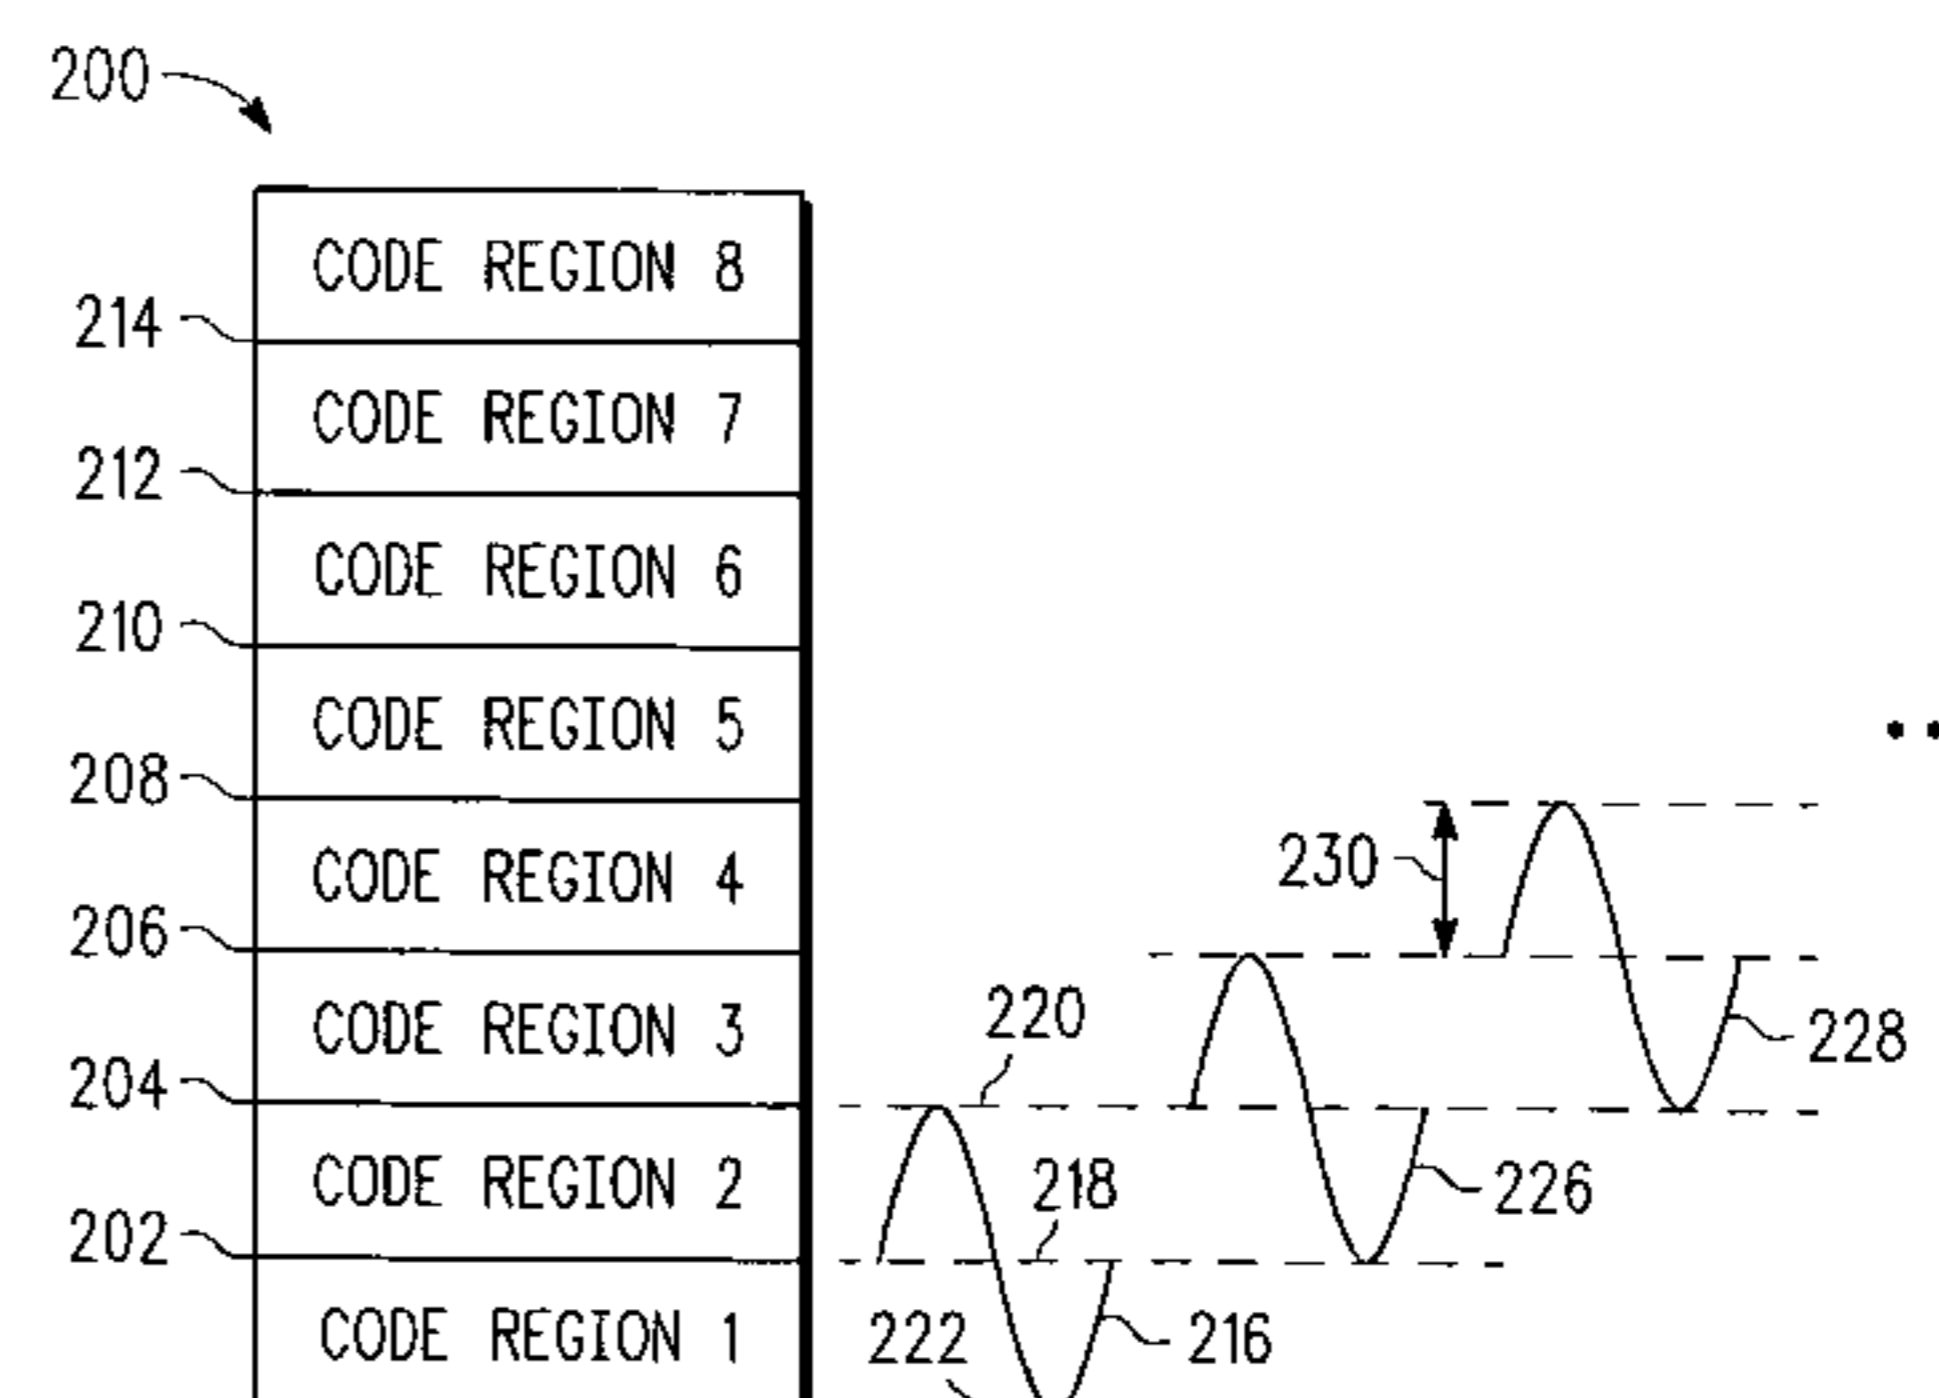 200
CODE REGION 8
214
CODE REGION 7
212
CODE REGION 6
210
CODE REGION 5
208
CODE REGION 4
230
206
CODE REGION 3
220
228
204
CODE REGION 2
218
226
202
CODE REGION 1
222
216